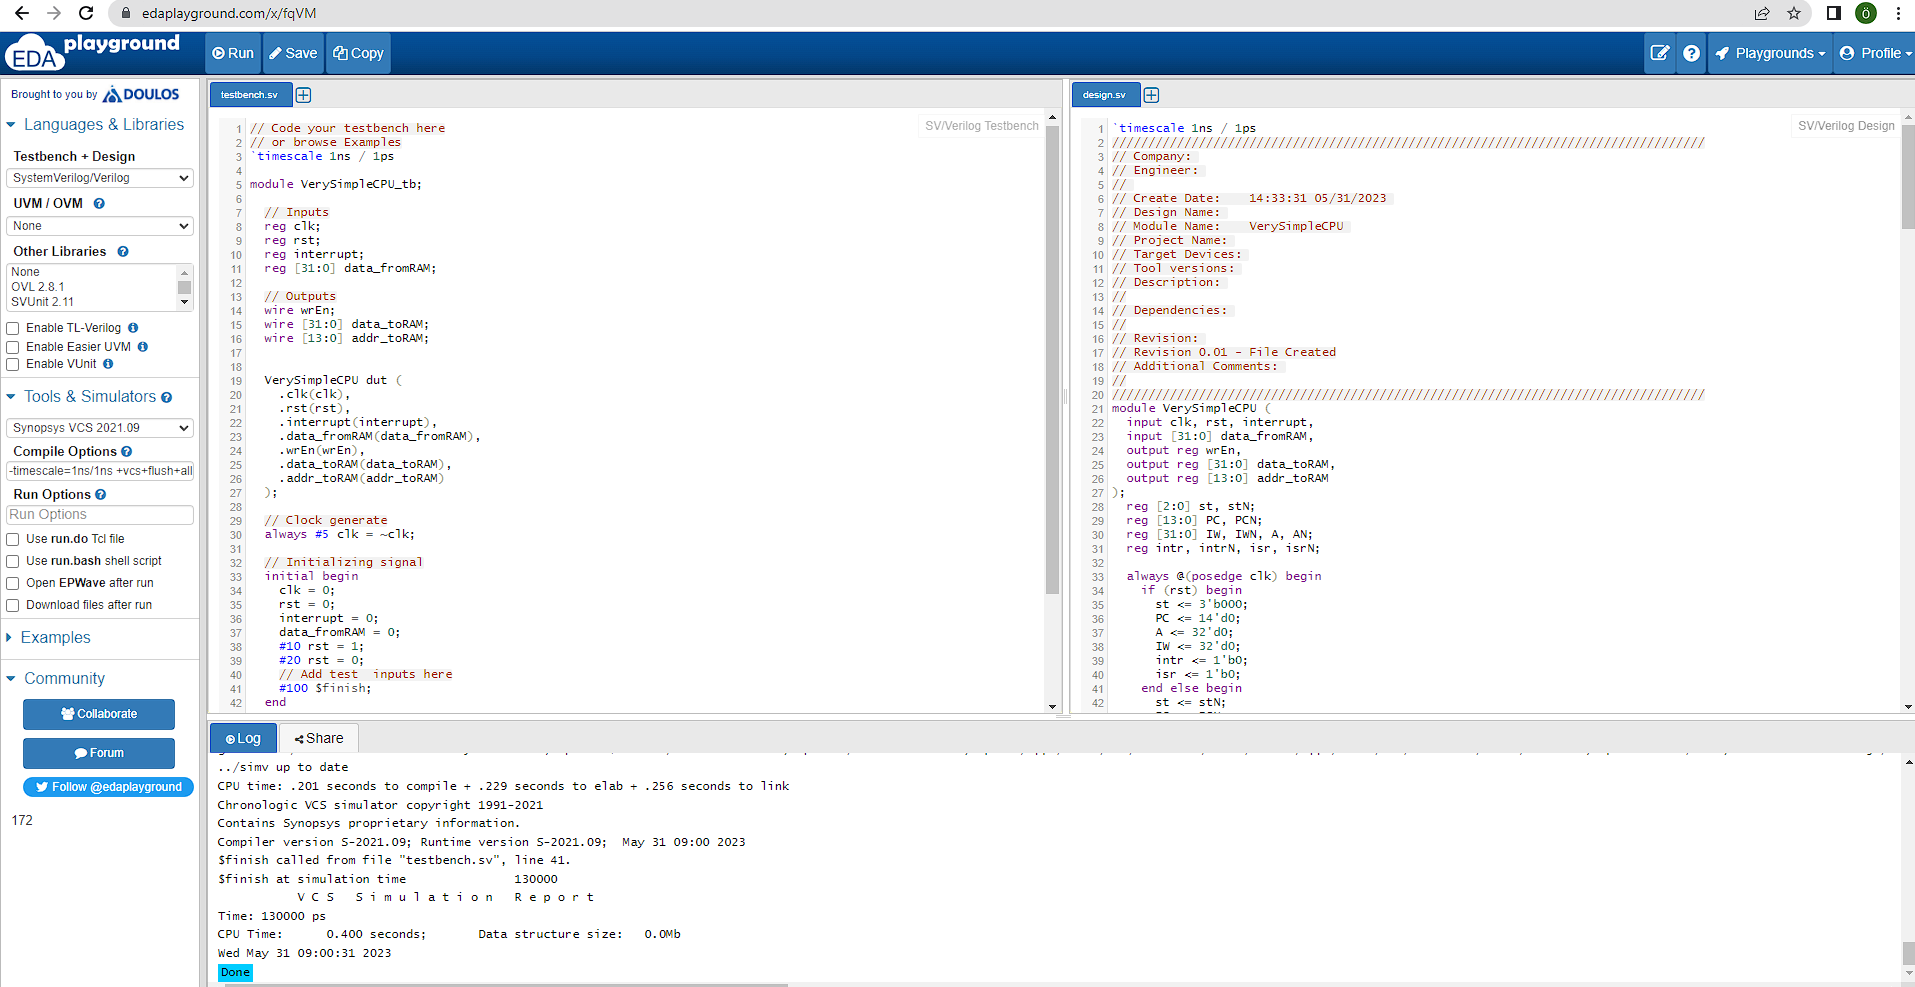 edaplayground.com/x/fqVM
ö
EDA playground
Run
Save
Copy
Playgrounds
Profile
Brought to you by DOULOS
Languages & Libraries
Testbench + Design
SystemVerilog/Verilog
UVM / OVM
None
Other Libraries
None
OVL 2.8.1
SVUnit 2.11
Enable TL-Verilog
Enable Easier UVM
Enable VUnit
Tools & Simulators
Synopsys VCS 2021.09
Compile Options
-timescale=1ns/1ns +vcs+flush+all
Run Options
Run Options
Use run.do Tcl file
Use run.bash shell script
Open EPWave after run
Download files after run
Examples
Community
Collaborate
Forum
Follow @edaplayground
172
testbench.sv
SV/Verilog Testbench
1 // Code your testbench here
2 // or browse Examples
3 `timescale 1ns / 1ps
4
5 module VerySimpleCPU_tb;
6
7 // Inputs
8 reg clk;
9 reg rst;
10 reg interrupt;
11 reg [31:0] data_fromRAM;
12
13 // Outputs
14 wire wrEn;
15 wire [31:0] data_toRAM;
16 wire [13:0] addr_toRAM;
17
18
19 VerySimpleCPU dut (
20 .clk(clk),
21 .rst(rst),
22 .interrupt(interrupt),
23 .data_fromRAM(data_fromRAM),
24 .wrEn(wrEn),
25 .data_toRAM(data_toRAM),
26 .addr_toRAM(addr_toRAM)
27 );
28
29 // Clock generate
30 always #5 clk = ~clk;
31
32 // Initializing signal
33 initial begin
34 clk = 0;
35 rst = 0;
36 interrupt = 0;
37 data_fromRAM = 0;
38 #10 rst = 1;
39 #20 rst = 0;
40 // Add test  inputs here
41 #100 $finish;
42 end
design.sv
SV/Verilog Design
1 `timescale 1ns / 1ps
2 //////////////////////////////////////////////////////////////////////////////////
3 // Company:
4 // Engineer:
5 //
6 // Create Date:    14:33:31 05/31/2023
7 // Design Name:
8 // Module Name:    VerySimpleCPU
9 // Project Name:
10 // Target Devices:
11 // Tool versions:
12 // Description:
13 //
14 // Dependencies:
15 //
16 // Revision:
17 // Revision 0.01 - File Created
18 // Additional Comments:
19 //
20 //////////////////////////////////////////////////////////////////////////////////
21 module VerySimpleCPU (
22 input clk, rst, interrupt,
23 input [31:0] data_fromRAM,
24 output reg wrEn,
25 output reg [31:0] data_toRAM,
26 output reg [13:0] addr_toRAM
27 );
28 reg [2:0] st, stN;
29 reg [13:0] PC, PCN;
30 reg [31:0] IW, IWN, A, AN;
31 reg intr, intrN, isr, isrN;
32
33 always @(posedge clk) begin
34 if (rst) begin
35 st <= 3'b000;
36 PC <= 14'd0;
37 A <= 32'd0;
38 IW <= 32'd0;
39 intr <= 1'b0;
40 isr <= 1'b0;
41 end else begin
42 st <= stN;
Log
Share
../simv up to date
CPU time: .201 seconds to compile + .229 seconds to elab + .256 seconds to link
Chronologic VCS simulator copyright 1991-2021
Contains Synopsys proprietary information.
Compiler version S-2021.09; Runtime version S-2021.09;  May 31 09:00 2023
$finish called from file "testbench.sv", line 41.
$finish at simulation time               130000
V C S   S i m u l a t i o n   R e p o r t
Time: 130000 ps
CPU Time:      0.400 seconds;       Data structure size:   0.0Mb
Wed May 31 09:00:31 2023
Done